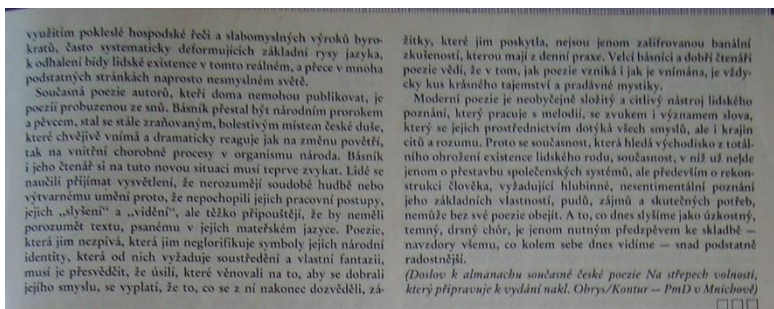 využitím pokleslé hospodské řeči a slabomyslných výroků byro-
kratů, často systematicky deformujících základní rysy jazyka,
k odhalení bídy lidské existence v tomto reálném, a přece v mnoha
podstatných stránkách naprosto nesmyslném světě.
Současná poezie autorů, kteří doma nemohou publikovat, je
poezií probuzenou ze snů. Básník přestal být národním prorokem
a pěvcem, stal se stále zraňovaným, bolestivým místem české duše,
které chvějivě vnímá a dramaticky reaguje jak na změnu povětří,
tak na vnitřní chorobné procesy v organismu národa. Básník
i jeho čtenář si na tuto novou situaci musí teprve zvykat. Lidé se
naučili přijímat vysvětlení, že nerozumějí soudobé hudbě nebo
výtvarnému umění proto, že nepochopili jejich pracovní postupy,
jejich „slyšení“ a „vidění“, ale těžko připouštějí, že by neměli
porozumět textu, psanému v jejich mateřském jazyce. Poezie,
která jim nezpívá, která jim neglorifikuje symboly jejich národní
identity, která od nich vyžaduje soustředění a vlastní fantazii,
musí je přesvědčit, že úsilí, které věnovali na to, aby se dobrali
jejího smyslu, se vyplatí, že to, co se z ní nakonec dozvěděli, zá-
žitky, které jim poskytla, nejsou jenom zašifrovanou banální
zkušeností, kterou mají z denní praxe. Velcí básníci a dobří čtenáři
poezie vědí, že v tom, jak poezie vzniká i jak je vnímána, je vždy-
cky kus krásného tajemství a pradávné mystiky.
Moderní poezie je neobyčejně složitý a citlivý nástroj lidského
poznání, který pracuje s melodií, se zvukem i významem slova,
který se jejich prostřednictvím dotýká všech smyslů, ale i krajin
citů a rozumu. Proto se současnost, která hledá východisko z totál-
ního ohrožení existence lidského rodu, současnost, v níž už nejde
jenom o přestavbu společenských systémů, ale především o rekon-
strukci člověka, vyžadující hlubinné, nesentimentální poznání
jeho základních vlastností, pudů, zájmů a skutečných potřeb,
nemůže bez své poezie obejít. A to, co dnes slyšíme jako úzkostný,
temný, drsný chór, je jenom nutným předzpěvem ke skladbě —
navzdory všemu, co kolem sebe dnes vidíme — snad podstatně
radostnější.
(Doslov k almanachu současné české poezie Na střepech volnosti,
který připravuje k vydání nakl. Obrys/Kontur — PmD v Mnichově)